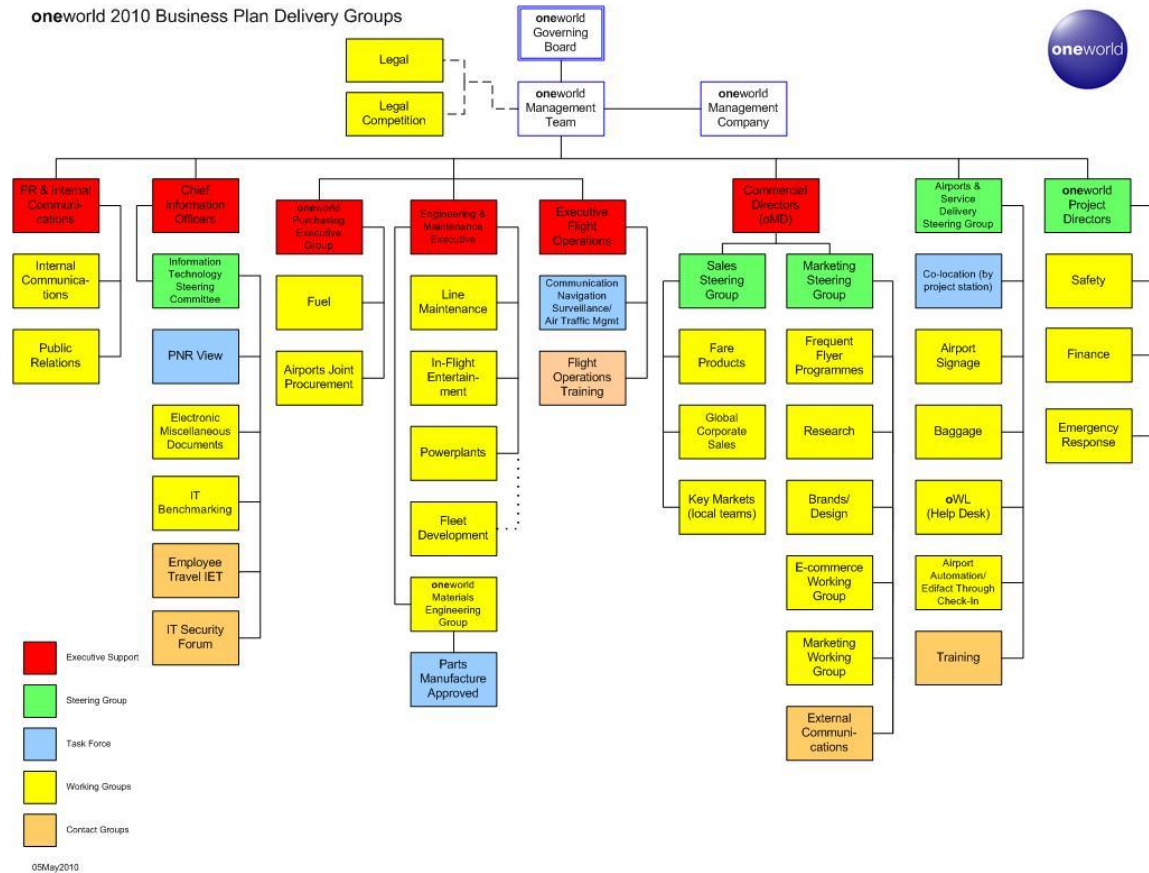 oneworld 2010 Business Plan Delivery Groups
oneworld
Governing
Board
oneworld
Legal
Legal
Competition
oneworld
Management
Team
oneworld
Management
Company
PR & Internal
Communi-
cations
Chief
Information
Officers
oneworld
Purchasing
Executive
Group
Engineering &
Maintenance
Executive
Executive
Flight
Operations
Commercial
Directors
(oMD)
Airports &
Service
Delivery
Steering Group
oneworld
Project
Directors
Internal
Communica-
tions
Information
Technology
Steering
Committee
Fuel
Line
Maintenance
Communication
Navigation
Surveillance/
Air Traffic Mgmt
Sales
Steering
Group
Marketing
Steering
Group
Co-location (by
project station)
Safety
Public
Relations
PNR View
Airports Joint
Procurement
In-Flight
Entertain-
ment
Flight
Operations
Training
Fare
Products
Frequent
Flyer
Programmes
Airport
Signage
Finance
Electronic
Miscellaneous
Documents
Powerplants
Global
Corporate
Sales
Research
Baggage
Emergency
Response
IT
Benchmarking
Fleet
Development
Key Markets
(local teams)
Brands/
Design
oWL
(Help Desk)
Employee
Travel IET
oneworld
Materials
Engineering
Group
E-commerce
Working
Group
Airport
Automation/
Edifact Through
Check-In
IT Security
Forum
Parts
Manufacture
Approved
Marketing
Working
Group
Training
External
Communi-
cations
Executive Support
Steering Group
Task Force
Working Groups
Contact Groups
05May2010